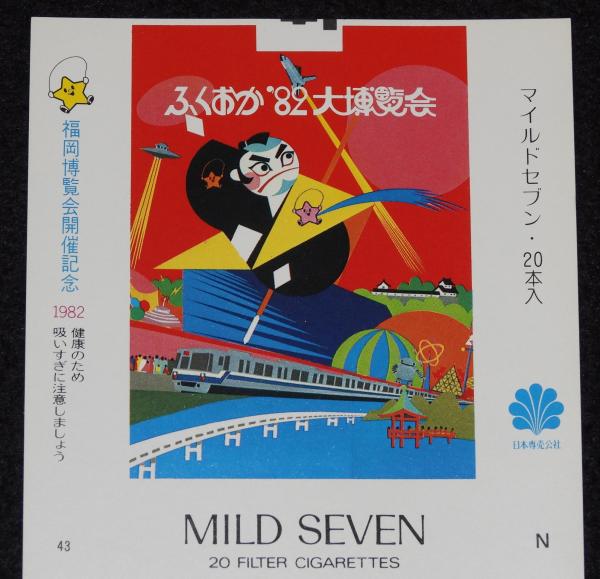 ふくおか'82大博覧会
福岡博覧会開催記念
1982
健康のため
吸いすぎに注意しましょう
マイルドセブン・20本入
日本専売公社
43
MILD SEVEN
20 FILTER CIGARETTES
N